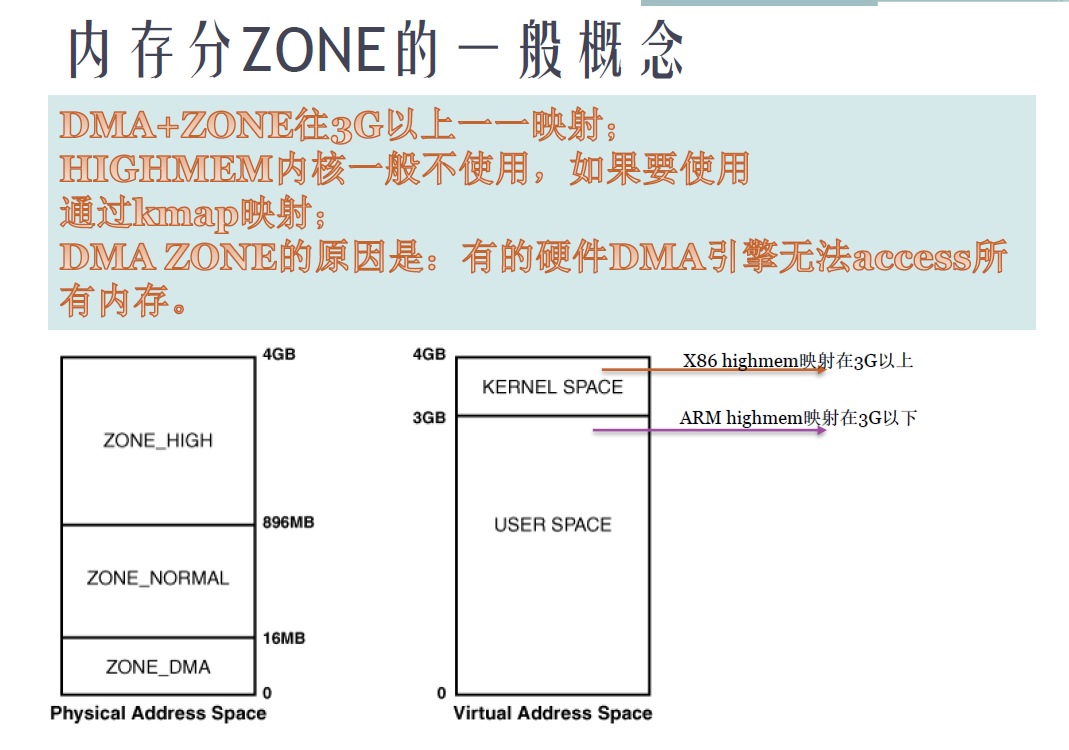 内存分ZONE的一般概念
DMA+ZONE往3G以上一一映射；
HIGHMEM内核一般不使用，如果要使用
通过kmap映射；
DMA ZONE的原因是：有的硬件DMA引擎无法access所
有内存。
4GB
ZONE_HIGH
896MB
ZONE_NORMAL
16MB
ZONE_DMA
0
Physical Address Space
4GB
KERNEL SPACE
3GB
USER SPACE
0
Virtual Address Space
X86 highmem映射在3G以上
ARM highmem映射在3G以下